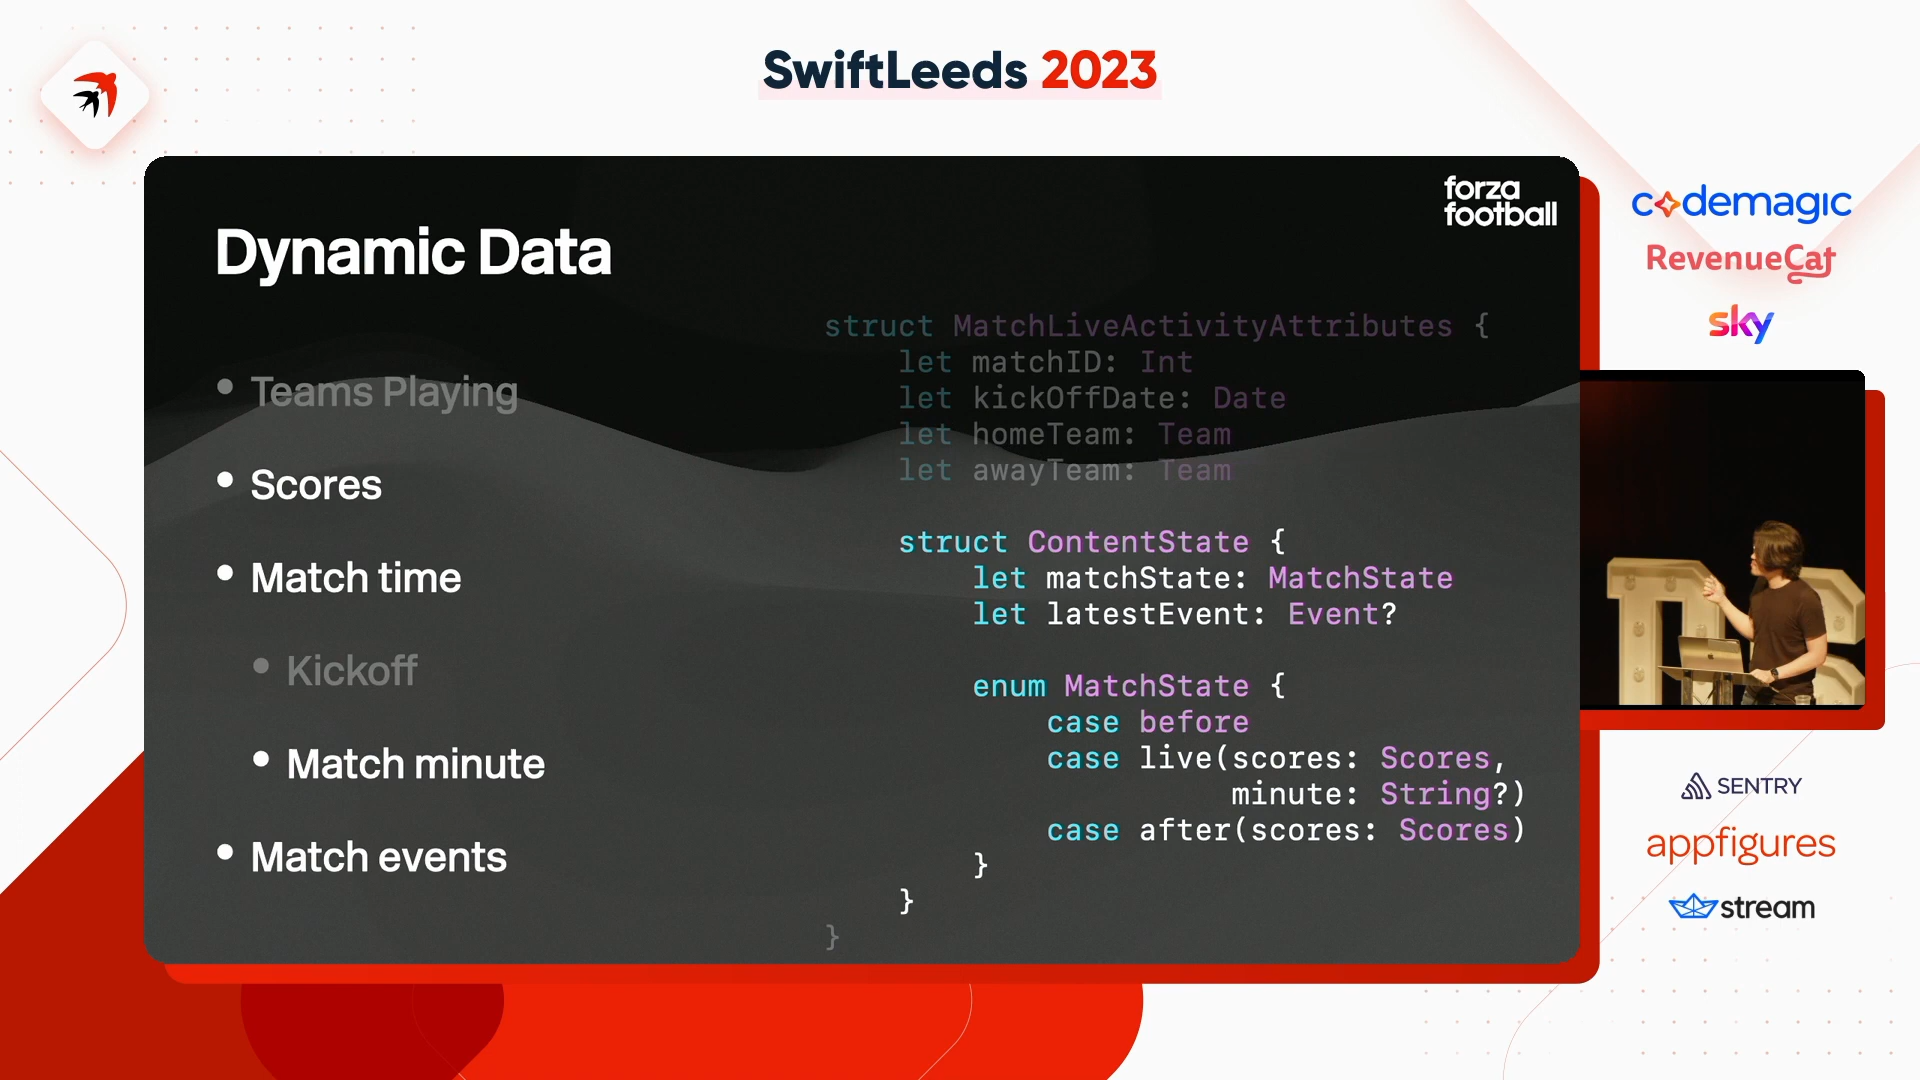 SwiftLeeds 2023
forza
football
Dynamic Data
• Teams Playing
• Scores
• Match time
• Kickoff
• Match minute
• Match events
struct MatchLiveActivityAttributes {
    let matchID: Int
    let kickOffDate: Date
    let homeTeam: Team
    let awayTeam: Team
    struct ContentState {
        let matchState: MatchState
        let latestEvent: Event?
        enum MatchState {
            case before
            case live(scores: Scores,
                      minute: String?)
            case after(scores: Scores)
        }
    }
}
codemagic
RevenueCat
sky
SENTRY
appfigures
stream